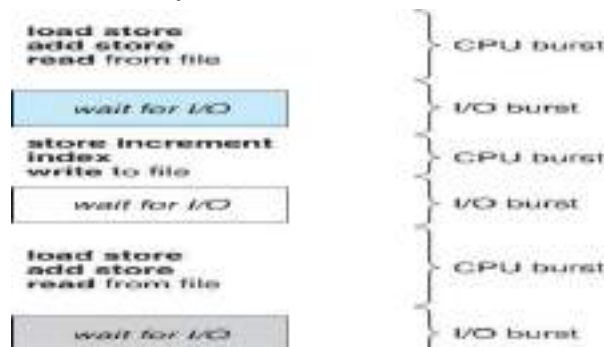 load store
add store
read from file
CPU burst
wait for I/O
I/O burst
store increment
index
write to file
CPU burst
wait for I/O
I/O burst
load store
add store
read from file
CPU burst
wait for I/O
I/O burst